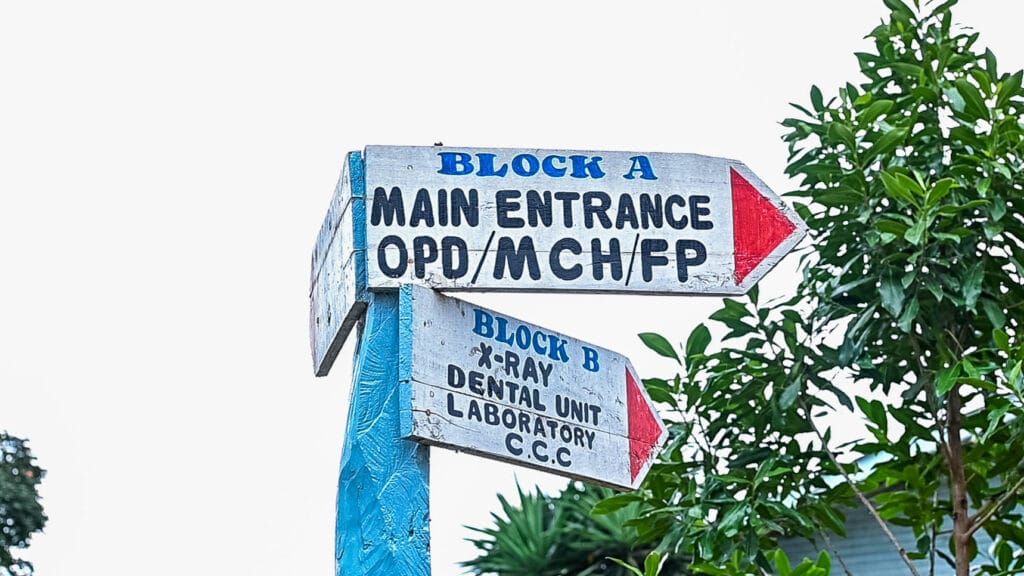 BLOCK A
MAIN ENTRANCE
OPD/MCH/FP
BLOCK B
X-RAY
DENTAL UNIT
LABORATORY
C.C.C